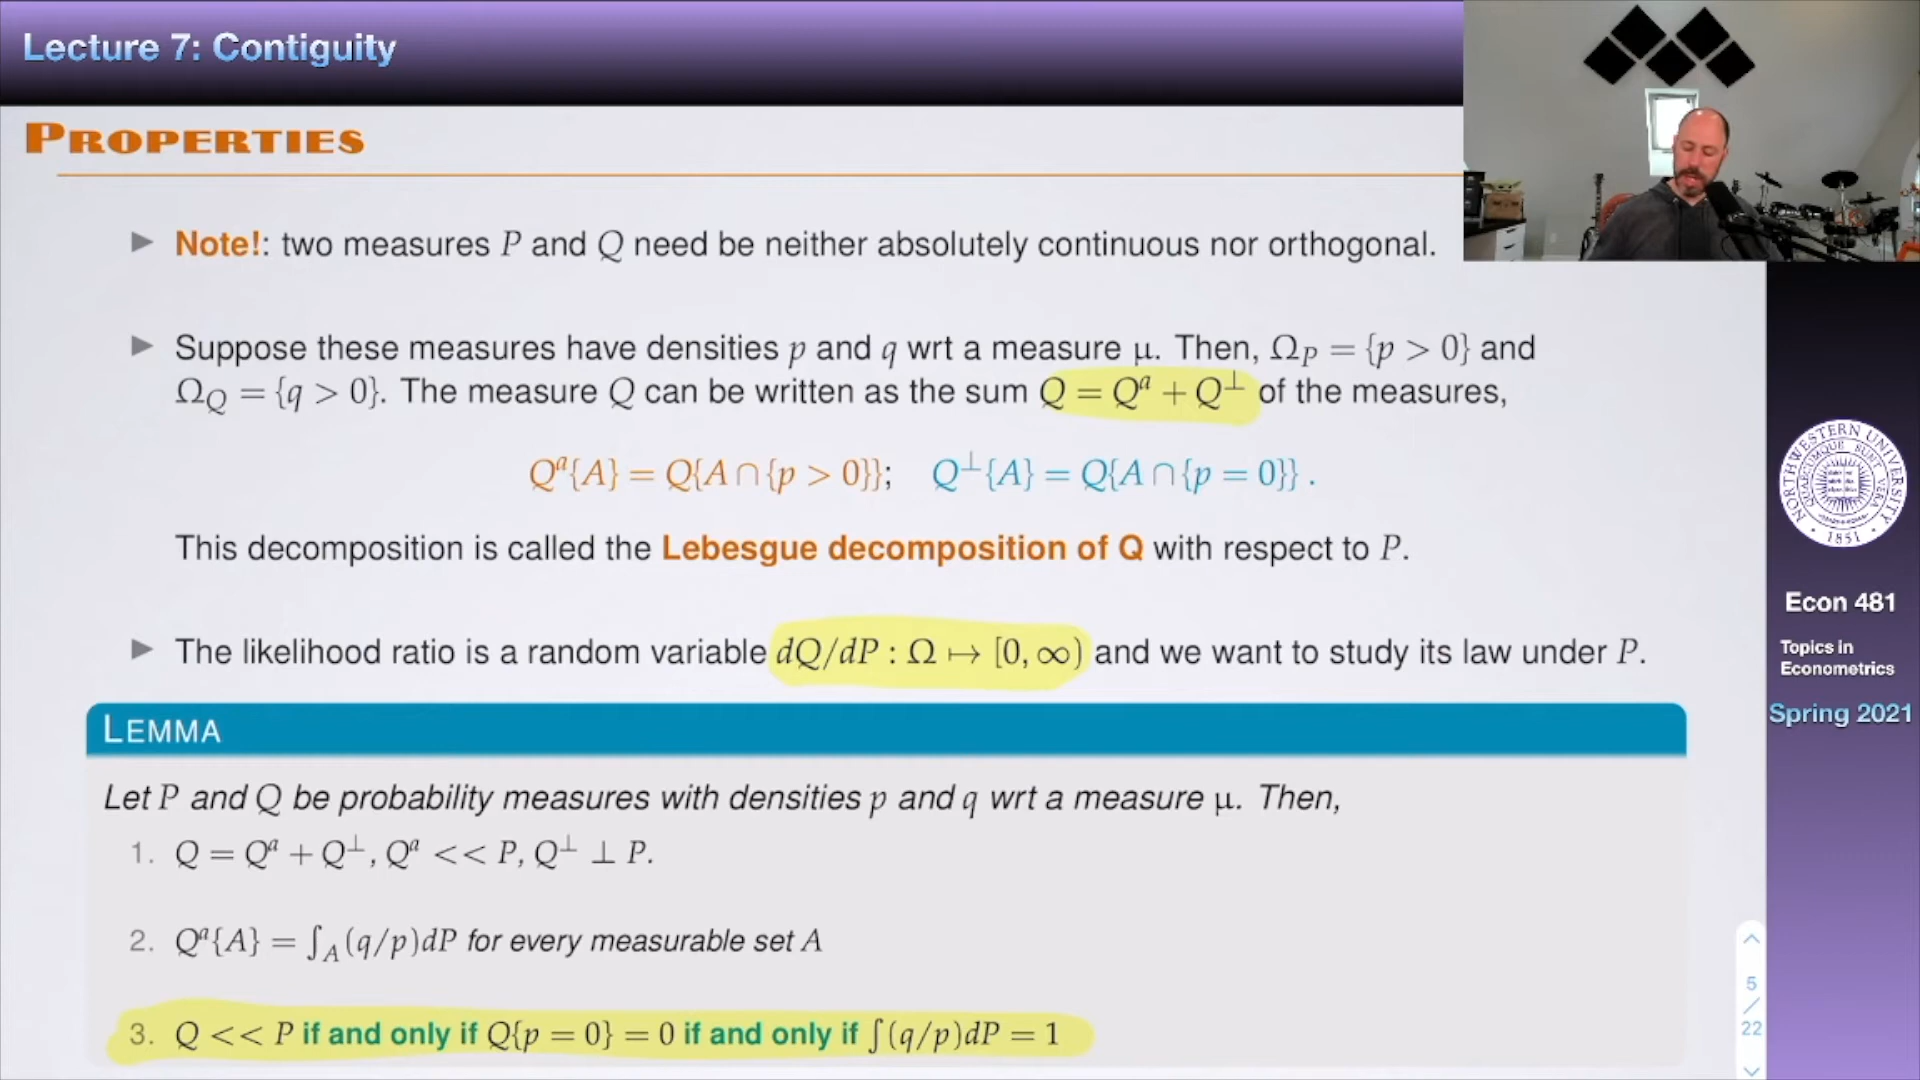 Lecture 7: Contiguity
PROPERTIES
▶ Note!: two measures P and Q need be neither absolutely continuous nor orthogonal.
▶ Suppose these measures have densities p and q wrt a measure μ. Then, Ω_P = {p > 0} and
Ω_Q = {q > 0}. The measure Q can be written as the sum Q = Q^a + Q^⊥ of the measures,
Q^a{A} = Q{A ∩ {p > 0}}; Q^⊥{A} = Q{A ∩ {p = 0}} .
This decomposition is called the Lebesgue decomposition of Q with respect to P.
▶ The likelihood ratio is a random variable dQ/dP : Ω ↦ [0, ∞) and we want to study its law under P.
LEMMA
Let P and Q be probability measures with densities p and q wrt a measure μ. Then,
1. Q = Q^a + Q^⊥, Q^a << P, Q^⊥ ⊥ P.
2. Q^a{A} = ∫_A (q/p)dP for every measurable set A
3. Q << P if and only if Q{p = 0} = 0 if and only if ∫(q/p)dP = 1
NORTHWESTERN UNIVERSITY
1851
Econ 481
Topics in
Econometrics
Spring 2021
5
/
22